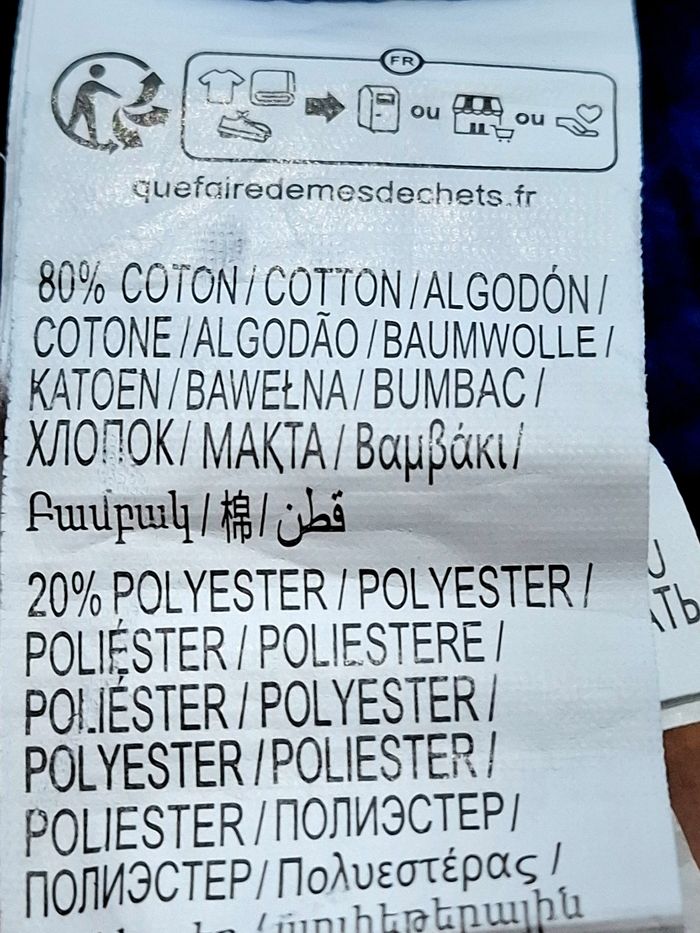 FR
ou
ou
quefairedemesdechets.fr
80% COTON / COTTON / ALGODÓN /
COTONE / ALGODÃO / BAUMWOLLE /
KATOEN / BAWEŁNA / BUMBAC /
ХЛОПОК / МАҚТА / Βαμβάκι /
Բամբակ / 棉 / قطن
20% POLYESTER / POLYESTER /
POLIÉSTER / POLIESTERE /
POLIÉSTER / POLYESTER /
POLYESTER / POLIESTER /
POLIESTER / ПОЛИЭСТЕР /
ПОЛИЭСТЕР / Πολυεστέρας /